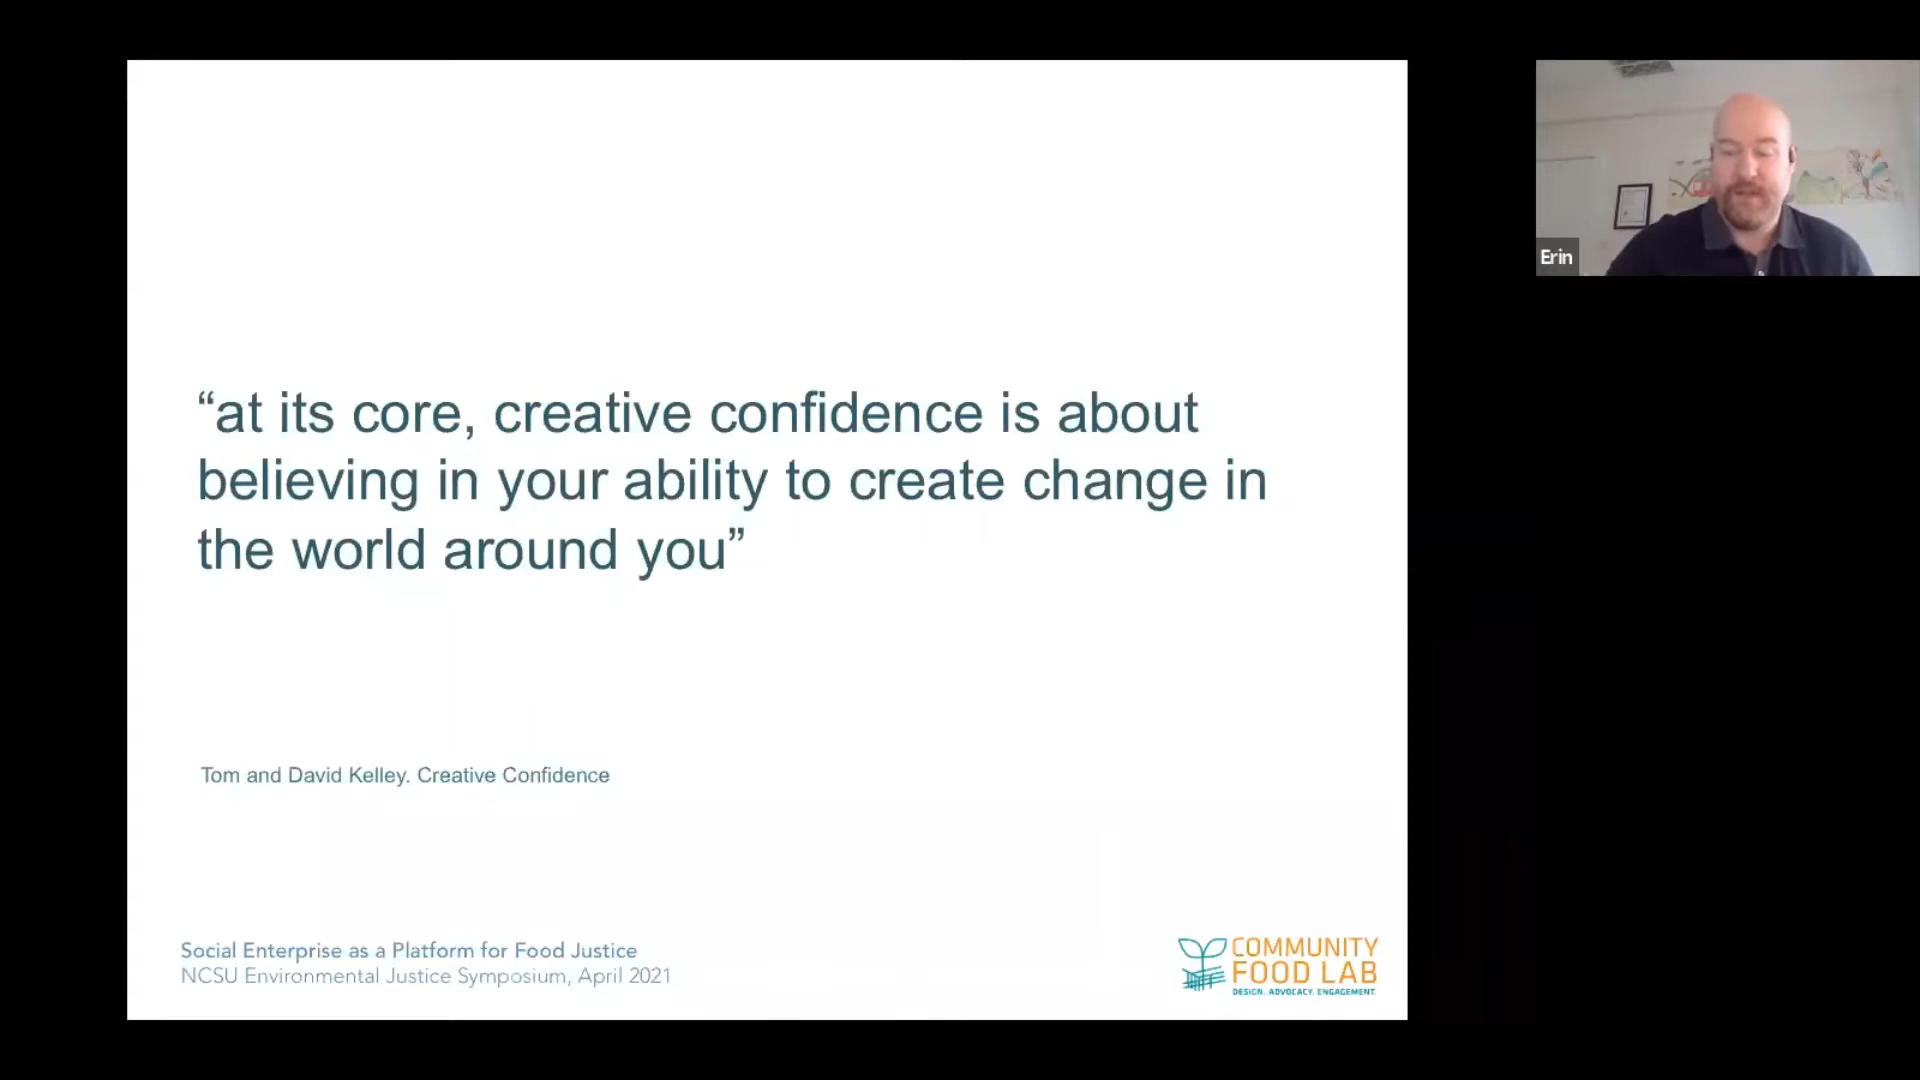 “at its core, creative confidence is about
believing in your ability to create change in
the world around you”
Tom and David Kelley. Creative Confidence
Social Enterprise as a Platform for Food Justice
NCSU Environmental Justice Symposium, April 2021
COMMUNITY
FOOD LAB
DESIGN. ADVOCACY. ENGAGEMENT.
Erin